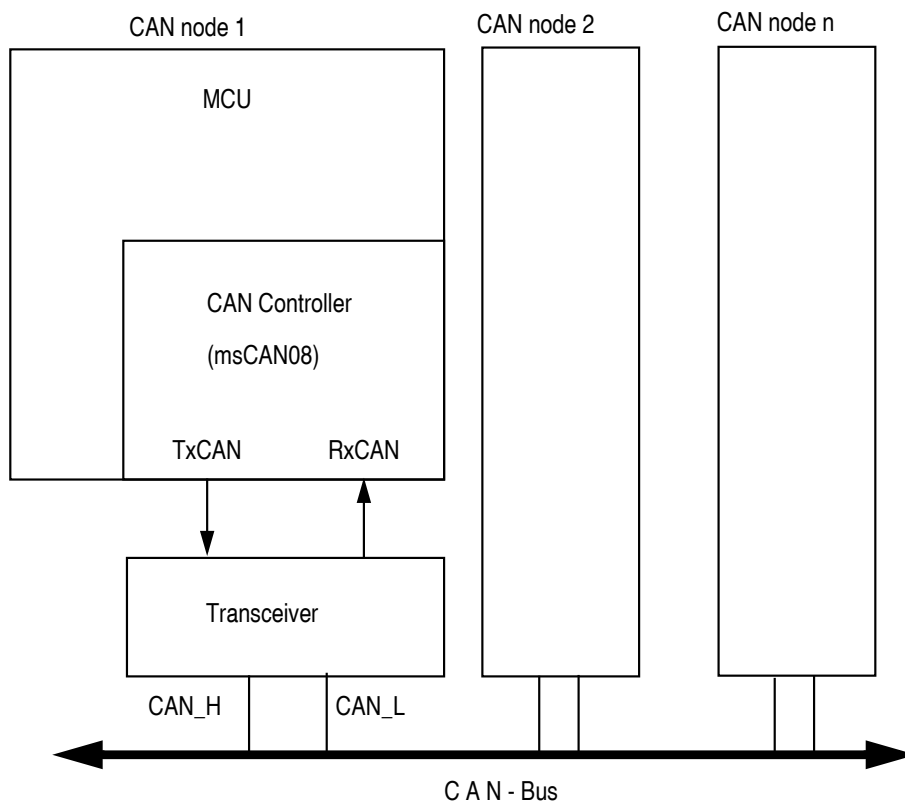 CAN node 1
CAN node 2
CAN node n
MCU
CAN Controller
(msCAN08)
TxCAN
RxCAN
Transceiver
CAN_H
CAN_L
C A N - Bus